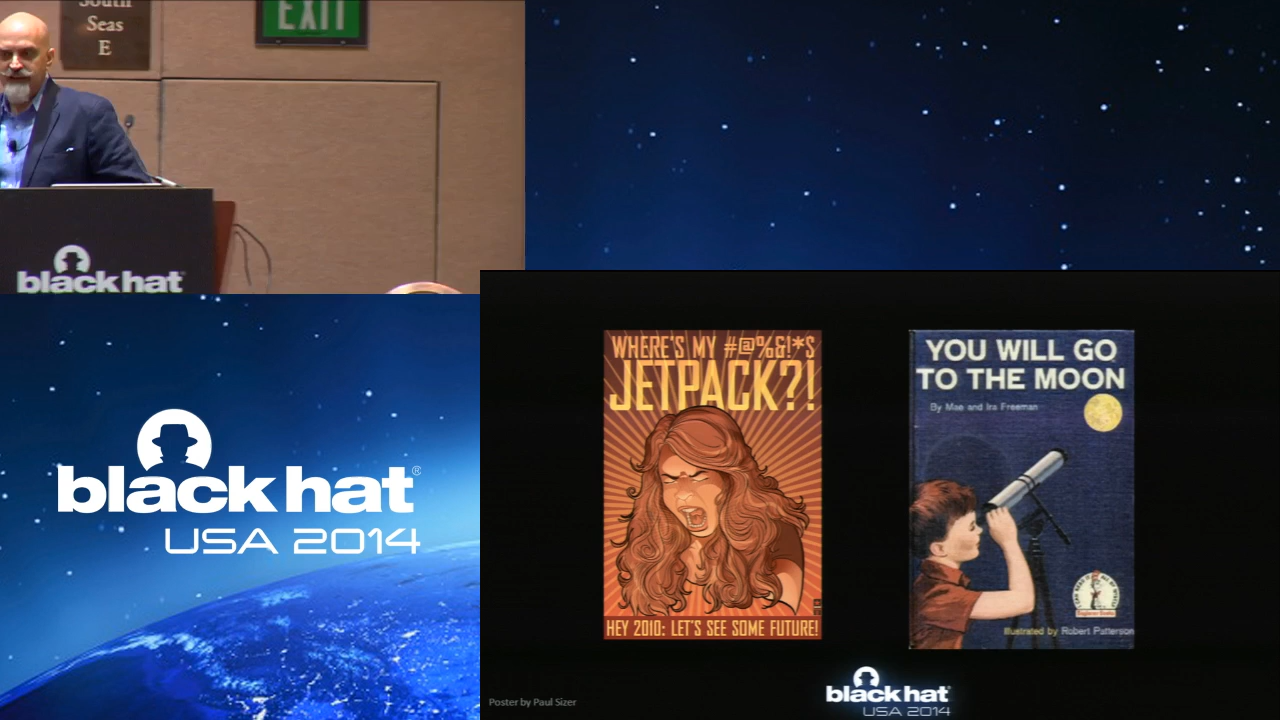 South
Seas
E
EXIT
black hat
black hat®
USA 2014
WHERE'S MY #@%&!*S
JETPACK?!
HEY 2010: LET'S SEE SOME FUTURE!
YOU WILL GO
TO THE MOON
By Mae and Ira Freeman
Beginner Books
Illustrated by Robert Patterson
Poster by Paul Sizer
black hat
USA 2014